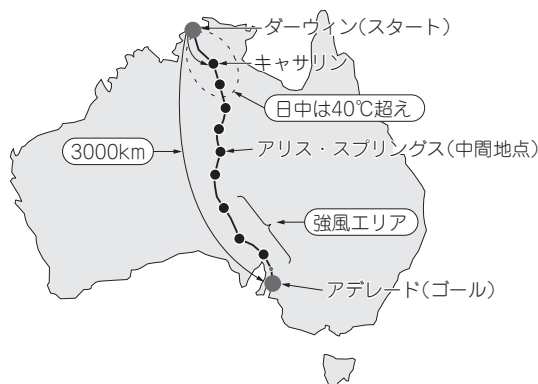 ダーウィン(スタート)
キャサリン
日中は40℃超え
3000km
アリス・スプリングス(中間地点)
強風エリア
アデレード(ゴール)